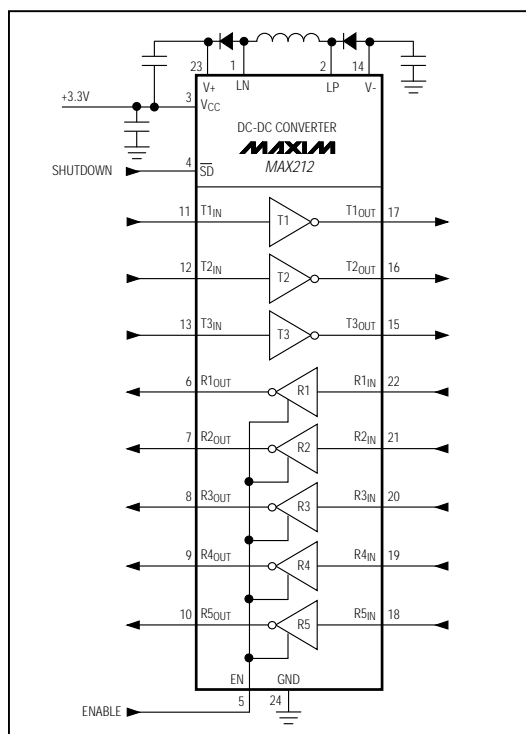 23 1 2 14
V+ LN LP V-
+3.3V 3 VCC
DC-DC CONVERTER
MAXIM
MAX212
SHUTDOWN 4 SD
11 T1IN T1 T1OUT 17
12 T2IN T2 T2OUT 16
13 T3IN T3 T3OUT 15
6 R1OUT R1 R1IN 22
7 R2OUT R2 R2IN 21
8 R3OUT R3 R3IN 20
9 R4OUT R4 R4IN 19
10 R5OUT R5 R5IN 18
EN GND
5 24
ENABLE